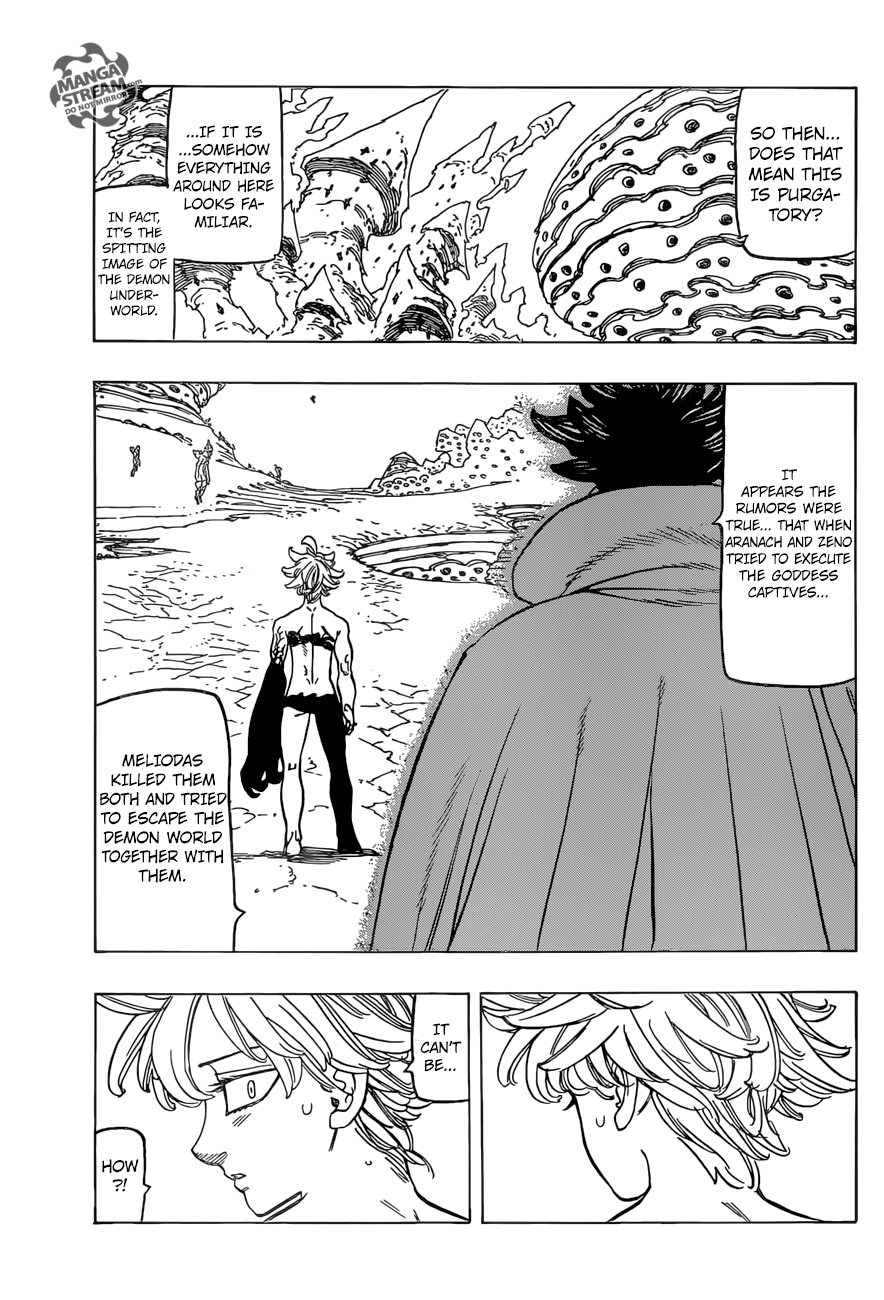 MANGA
STREAM.com
DO NOT MIRROR
SO THEN...
DOES THAT
MEAN THIS
IS PURGA-
TORY?
...IF IT IS
...SOMEHOW
EVERYTHING
AROUND HERE
LOOKS FA-
MILIAR.
IN FACT,
IT'S THE
SPITTING
IMAGE OF
THE DEMON
UNDER-
WORLD.
IT
APPEARS THE
RUMORS WERE
TRUE... THAT WHEN
ARANACH AND ZENO
TRIED TO EXECUTE
THE GODDESS
CAPTIVES...
MELIODAS
KILLED THEM
BOTH AND TRIED
TO ESCAPE THE
DEMON WORLD
TOGETHER WITH
THEM.
IT
CAN'T
BE...
HOW
?!